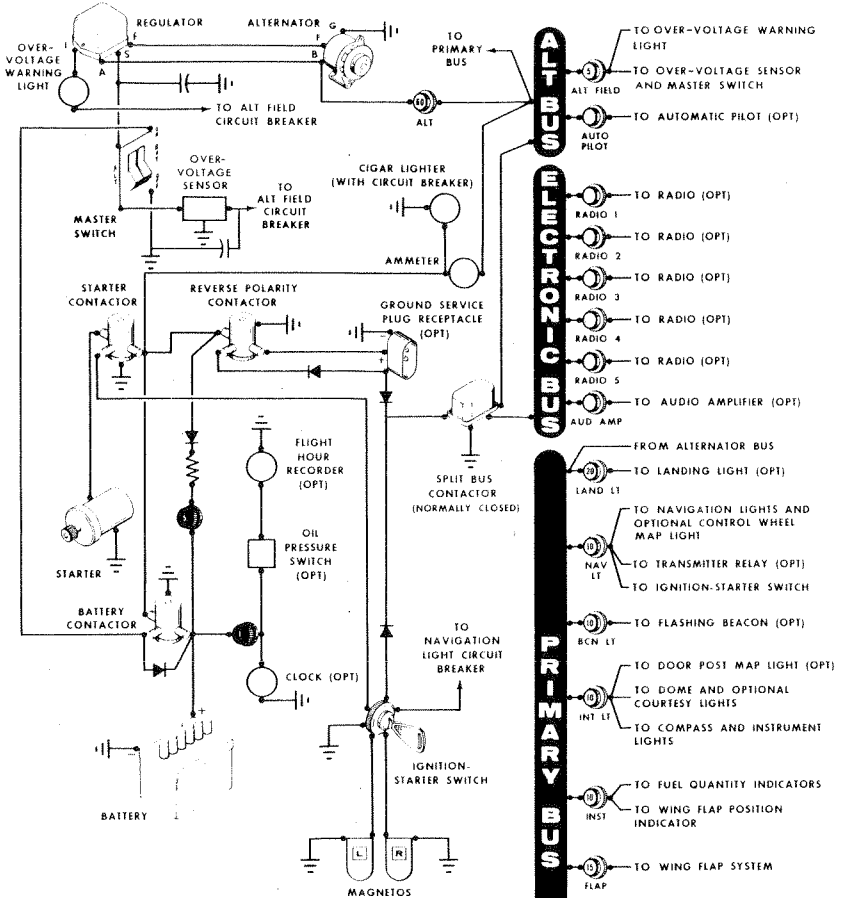 REGULATOR
ALTERNATOR
G
F
F
I
S
A
B
OVER-
VOLTAGE
WARNING
LIGHT
TO ALT FIELD
CIRCUIT BREAKER
TO
PRIMARY
BUS
60
ALT
OVER-
VOLTAGE
SENSOR
TO
ALT FIELD
CIRCUIT
BREAKER
MASTER
SWITCH
CIGAR LIGHTER
(WITH CIRCUIT BREAKER)
AMMETER
STARTER
CONTACTOR
REVERSE POLARITY
CONTACTOR
GROUND SERVICE
PLUG RECEPTACLE
(OPT)
FLIGHT
HOUR
RECORDER
(OPT)
SPLIT BUS
CONTACTOR
(NORMALLY CLOSED)
OIL
PRESSURE
SWITCH
(OPT)
STARTER
BATTERY
CONTACTOR
CLOCK (OPT)
TO
NAVIGATION
LIGHT CIRCUIT
BREAKER
+
BATTERY
IGNITION-
STARTER SWITCH
L
R
MAGNETOS
ALT BUS
5
ALT FIELD
TO OVER-VOLTAGE WARNING
LIGHT
TO OVER-VOLTAGE SENSOR
AND MASTER SWITCH
AUTO
PILOT
TO AUTOMATIC PILOT (OPT)
ELECTRONIC BUS
RADIO 1
TO RADIO (OPT)
RADIO 2
TO RADIO (OPT)
RADIO 3
TO RADIO (OPT)
RADIO 4
TO RADIO (OPT)
RADIO 5
TO RADIO (OPT)
AUD AMP
TO AUDIO AMPLIFIER (OPT)
PRIMARY BUS
FROM ALTERNATOR BUS
20
LAND LT
TO LANDING LIGHT (OPT)
10
NAV
LT
TO NAVIGATION LIGHTS AND
OPTIONAL CONTROL WHEEL
MAP LIGHT
TO TRANSMITTER RELAY (OPT)
TO IGNITION-STARTER SWITCH
10
BCN LT
TO FLASHING BEACON (OPT)
10
INT LT
TO DOOR POST MAP LIGHT (OPT)
TO DOME AND OPTIONAL
COURTESY LIGHTS
TO COMPASS AND INSTRUMENT
LIGHTS
10
INST
TO FUEL QUANTITY INDICATORS
TO WING FLAP POSITION
INDICATOR
15
FLAP
TO WING FLAP SYSTEM